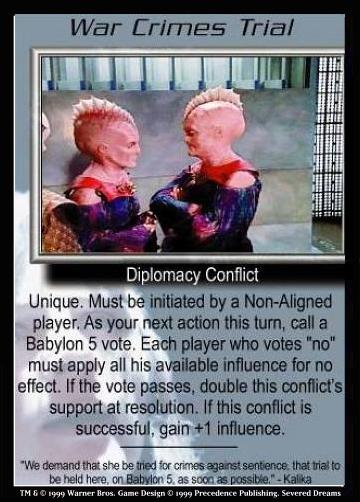 War Crimes Trial
Diplomacy Conflict
Unique. Must be initiated by a Non-Aligned
player. As your next action this turn, call a
Babylon 5 vote. Each player who votes "no"
must apply all his available influence for no
effect. If the vote passes, double this conflict's
support at resolution. If this conflict is
successful, gain +1 influence.
"We demand that she be tried for crimes against sentience; that trial to
be held here, on Babylon 5, as soon as possible." - Kalika
TM & © 1999 Warner Bros. Game Design © 1999 Precedence Publishing. Severed Dreams